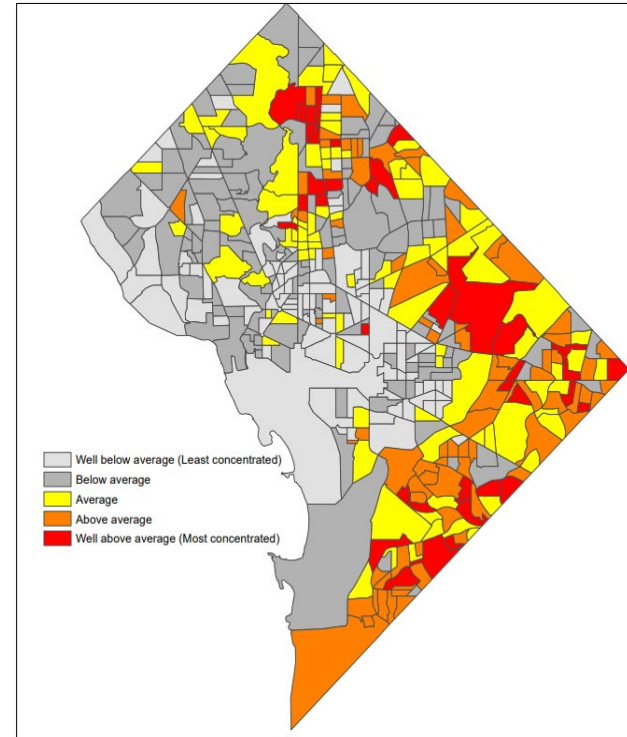 Well below average (Least concentrated)
Below average
Average
Above average
Well above average (Most concentrated)